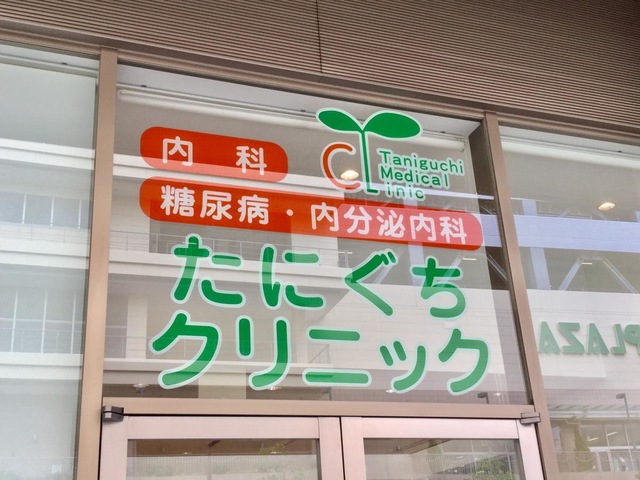 内 科
Taniguchi
Medical
Clinic
糖尿病・内分泌内科
たにぐち
クリニック
PLAZA